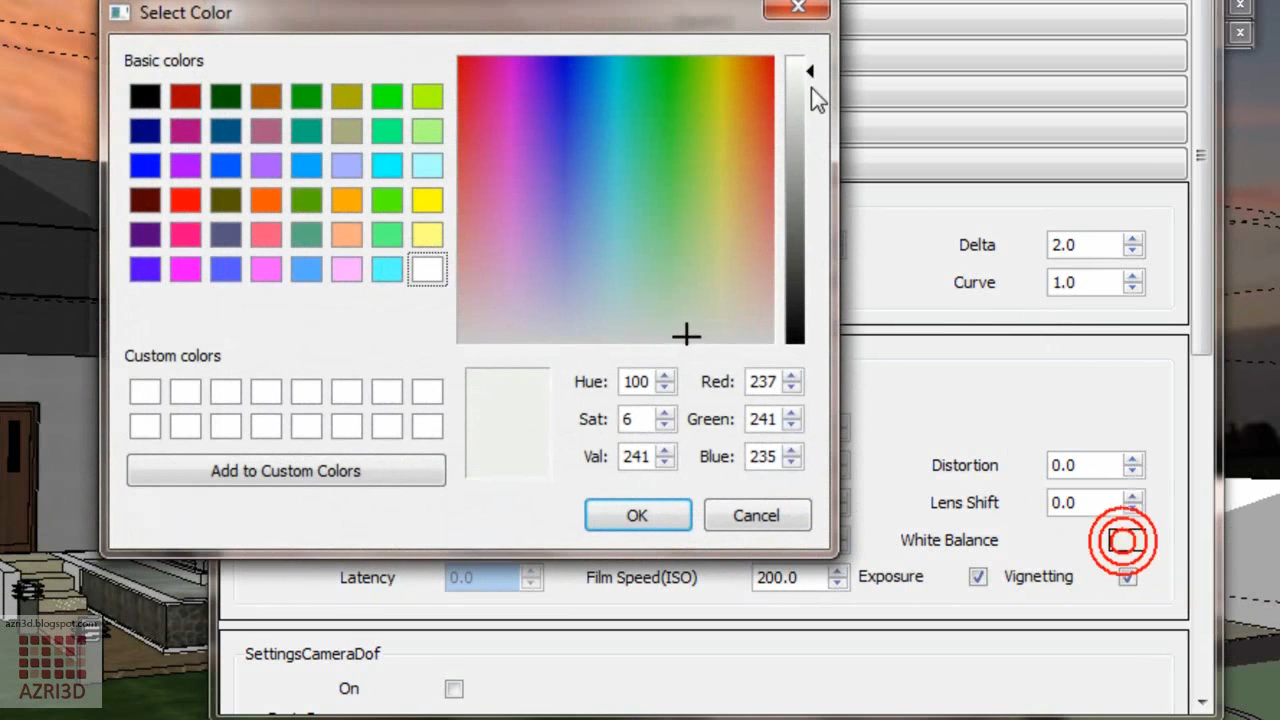 Select Color
Basic colors
Custom colors
Add to Custom Colors
Hue: 100 Red: 237
Sat: 6 Green: 241
Val: 241 Blue: 235
OK Cancel
Delta 2.0
Curve 1.0
Distortion 0.0
Lens Shift 0.0
White Balance
Latency 0.0 Film Speed(ISO) 200.0 Exposure Vignetting
SettingsCameraDof
On
azri3d.blogspot.com
AZRI3D